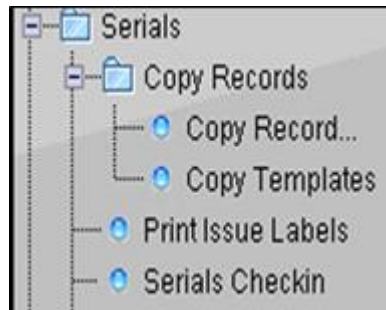 Serials
Copy Records
Copy Record...
Copy Templates
Print Issue Labels
Serials Checkin